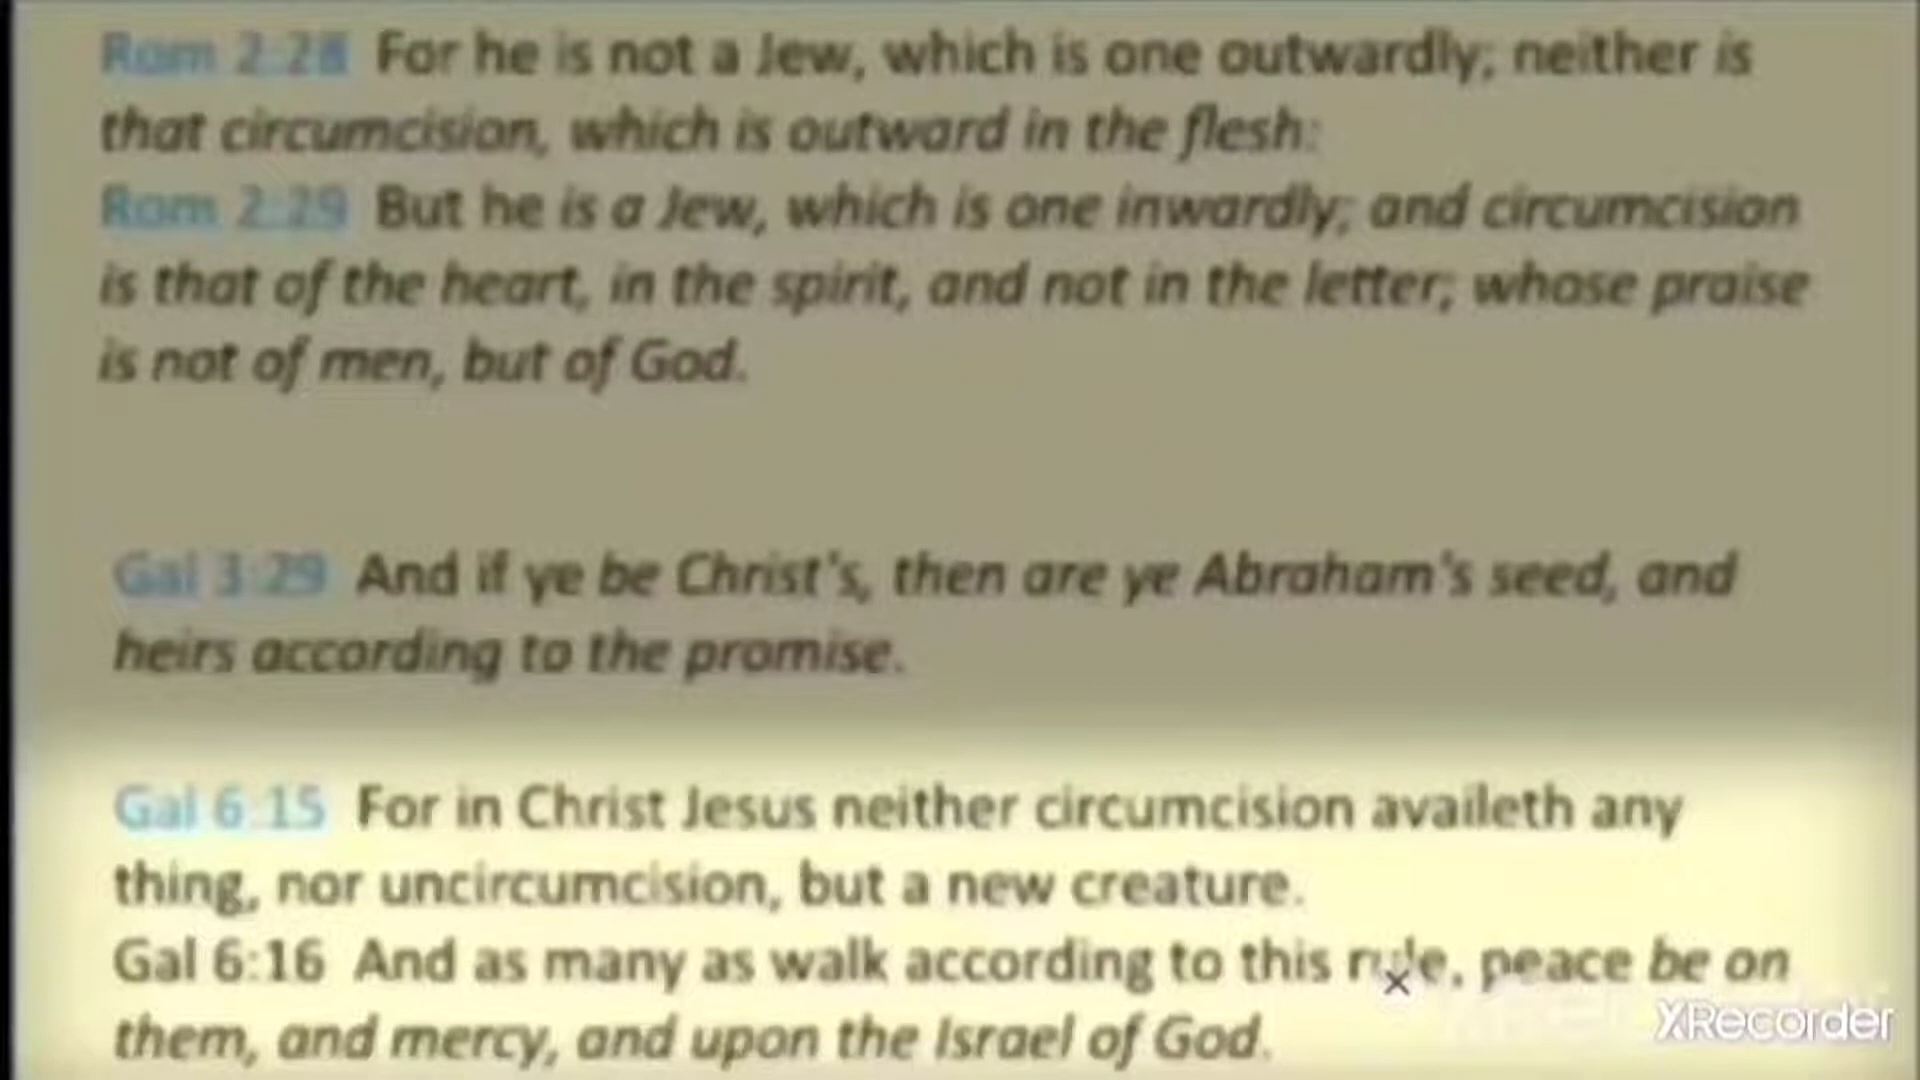 Rom 2:28 For he is not a Jew, which is one outwardly; neither is
that circumcision, which is outward in the flesh:
Rom 2:29 But he is a Jew, which is one inwardly; and circumcision
is that of the heart, in the spirit, and not in the letter; whose praise
is not of men, but of God.
Gal 3:29 And if ye be Christ's, then are ye Abraham's seed, and
heirs according to the promise.
Gal 6:15 For in Christ Jesus neither circumcision availeth any
thing, nor uncircumcision, but a new creature.
Gal 6:16 And as many as walk according to this rule, peace be on
them, and mercy, and upon the Israel of God.
XRecorder